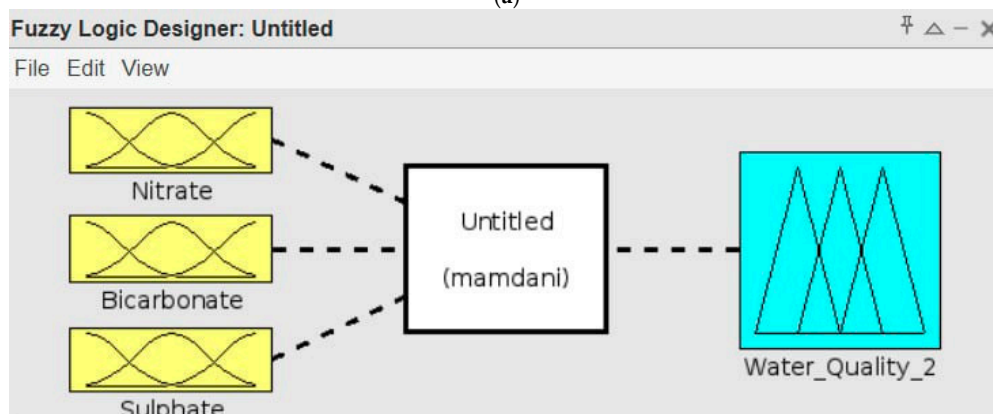 (a)
Fuzzy Logic Designer: Untitled
File Edit View
Nitrate
Bicarbonate
Sulphate
Untitled
(mamdani)
Water_Quality_2